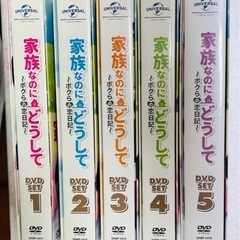 UNIVERSAL
家族なのにどうして
～ボクらの恋日記～
DVD
SET
1
UNIVERSAL
家族なのにどうして
～ボクらの恋日記～
DVD
SET
2
UNIVERSAL
家族なのにどうして
～ボクらの恋日記～
DVD
SET
3
UNIVERSAL
家族なのにどうして
～ボクらの恋日記～
DVD
SET
4
UNIVERSAL
家族なのにどうして
～ボクらの恋日記～
DVD
SET
5